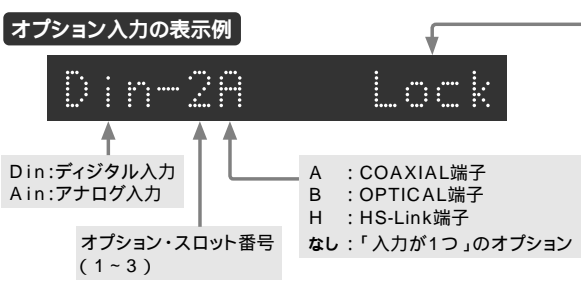 オプション入力の表示例
Din-2A Lock
Din:ディジタル入力
Ain:アナログ入力
オプション・スロット番号
(1~3)
A :COAXIAL端子
B :OPTICAL端子
H :HS-Link端子
なし:「入力が1つ」のオプション